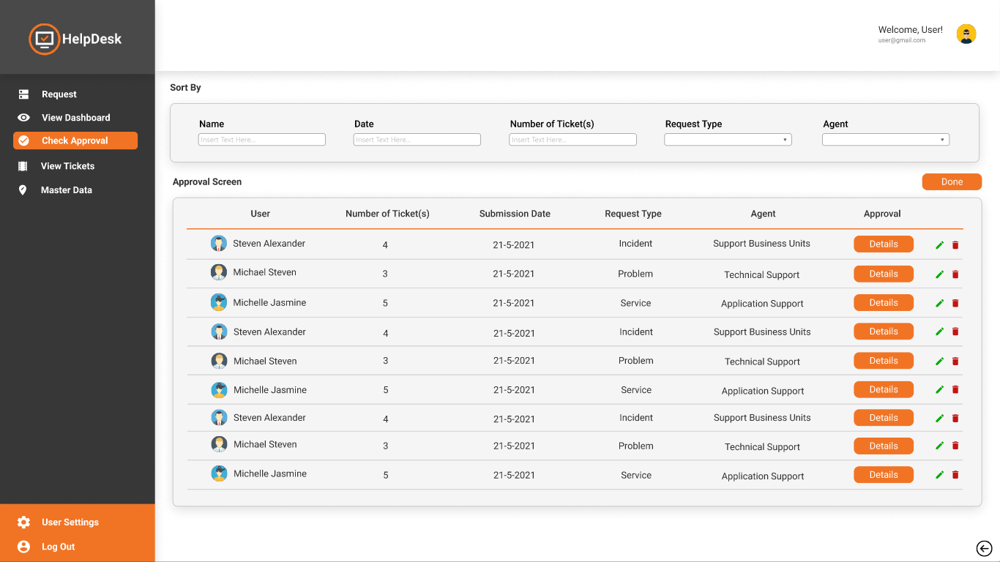 HelpDesk
Welcome, User!
user@gmail.com
Request
View Dashboard
Check Approval
View Tickets
Master Data
User Settings
Log Out
Sort By
Name Date Number of Ticket(s) Request Type Agent
Insert Text Here... Insert Text Here... Insert Text Here...
Approval Screen Done
User Number of Ticket(s) Submission Date Request Type Agent Approval
Steven Alexander 4 21-5-2021 Incident Support Business Units Details
Michael Steven 3 21-5-2021 Problem Technical Support Details
Michelle Jasmine 5 21-5-2021 Service Application Support Details
Steven Alexander 4 21-5-2021 Incident Support Business Units Details
Michael Steven 3 21-5-2021 Problem Technical Support Details
Michelle Jasmine 5 21-5-2021 Service Application Support Details
Steven Alexander 4 21-5-2021 Incident Support Business Units Details
Michael Steven 3 21-5-2021 Problem Technical Support Details
Michelle Jasmine 5 21-5-2021 Service Application Support Details